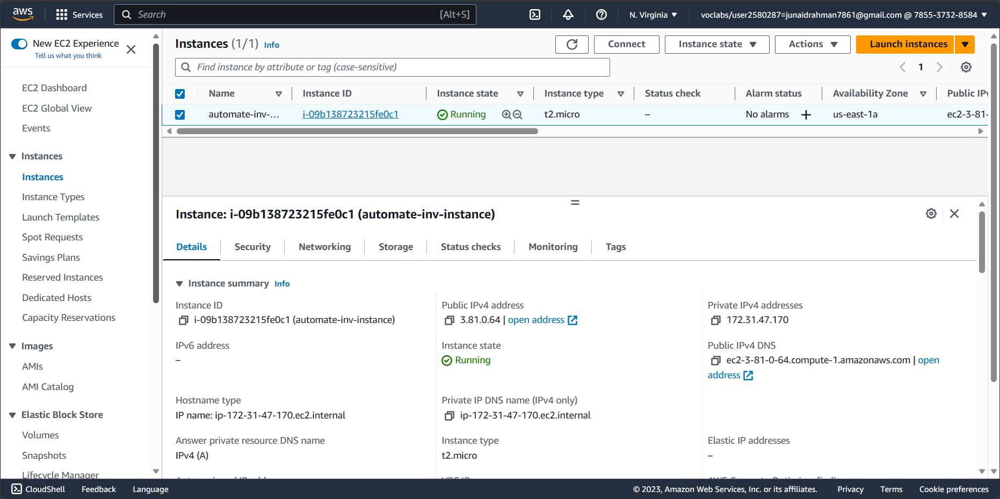 aws
Services
Search [Alt+S]
N. Virginia
voclabs/user2580287=junaidrahman7861@gmail.com @ 7855-3732-8584
New EC2 Experience
Tell us what you think
EC2 Dashboard
EC2 Global View
Events
Instances
Instances
Instance Types
Launch Templates
Spot Requests
Savings Plans
Reserved Instances
Dedicated Hosts
Capacity Reservations
Images
AMIs
AMI Catalog
Elastic Block Store
Volumes
Snapshots
Lifecycle Manager
Instances (1/1) Info
Connect
Instance state
Actions
Launch instances
Find instance by attribute or tag (case-sensitive)
1
Name Instance ID Instance state Instance type Status check Alarm status Availability Zone Public IPv
automate-inv-... i-09b138723215fe0c1 Running t2.micro – No alarms + us-east-1a ec2-3-81-
Instance: i-09b138723215fe0c1 (automate-inv-instance)
Details Security Networking Storage Status checks Monitoring Tags
Instance summary Info
Instance ID
i-09b138723215fe0c1 (automate-inv-instance)
Public IPv4 address
3.81.0.64 | open address
Private IPv4 addresses
172.31.47.170
IPv6 address
–
Instance state
Running
Public IPv4 DNS
ec2-3-81-0-64.compute-1.amazonaws.com | open
address
Hostname type
IP name: ip-172-31-47-170.ec2.internal
Private IP DNS name (IPv4 only)
ip-172-31-47-170.ec2.internal
Answer private resource DNS name
IPv4 (A)
Instance type
t2.micro
Elastic IP addresses
–
CloudShell Feedback Language
© 2023, Amazon Web Services, Inc. or its affiliates. Privacy Terms Cookie preferences